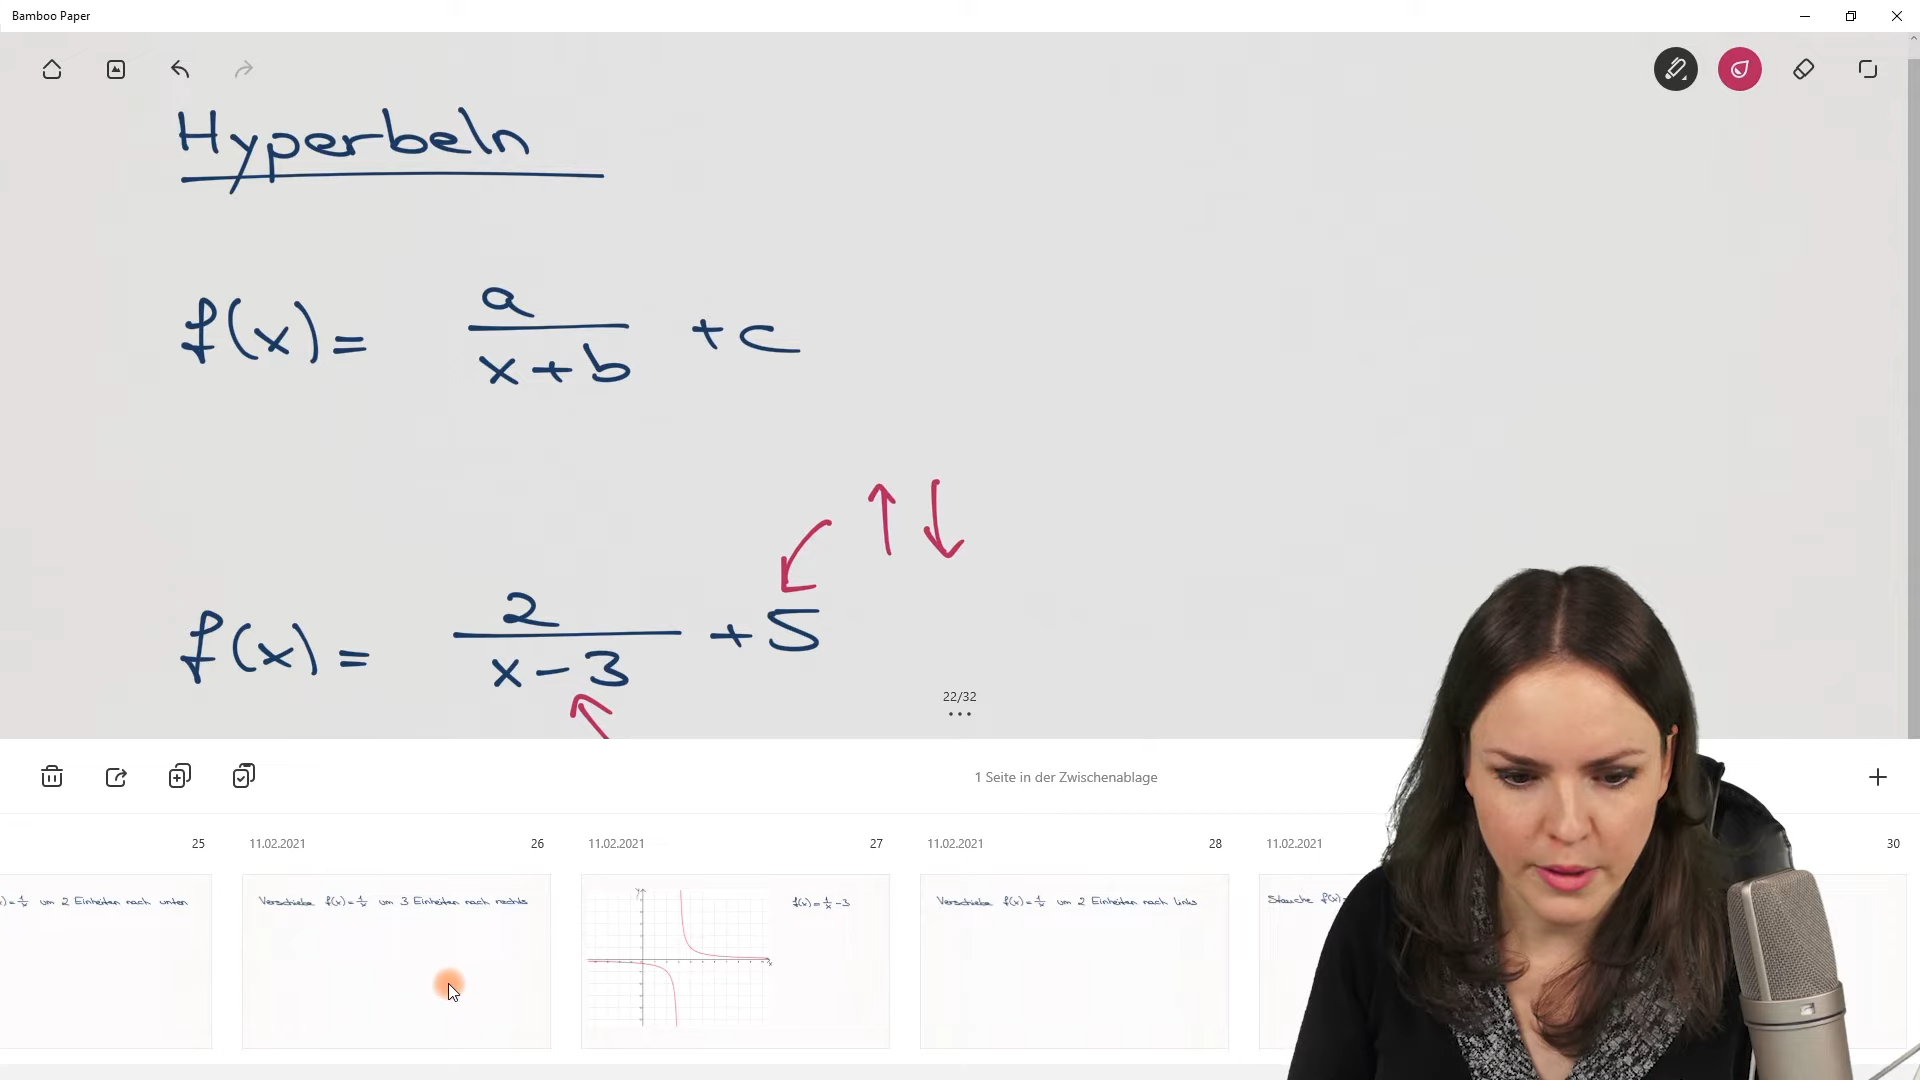 Bamboo Paper
Hyperbeln
f(x) = a/(x+b) + c
f(x) = 2/(x-3) + 5
22/32
1 Seite in der Zwischenablage
25
11.02.2021 26
11.02.2021 27
11.02.2021 28
11.02.2021
30
um 2 Einheiten nach unten
Verschiebe f(x)=1/x um 3 Einheiten nach rechts
f(x)=1/x -3
Verschiebe f(x)=1/x um 2 Einheiten nach links
Stauche f(x)